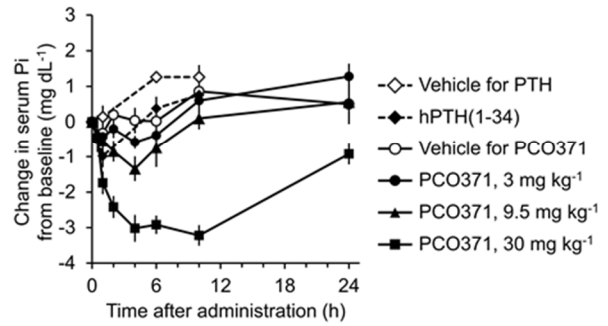 Change in serum Pi
from baseline (mg dL-1)
3
2
1
0
-1
-2
-3
-4
0
6
12
18
24
Time after administration (h)
Vehicle for PTH
hPTH(1-34)
Vehicle for PCO371
PCO371, 3 mg kg-1
PCO371, 9.5 mg kg-1
PCO371, 30 mg kg-1